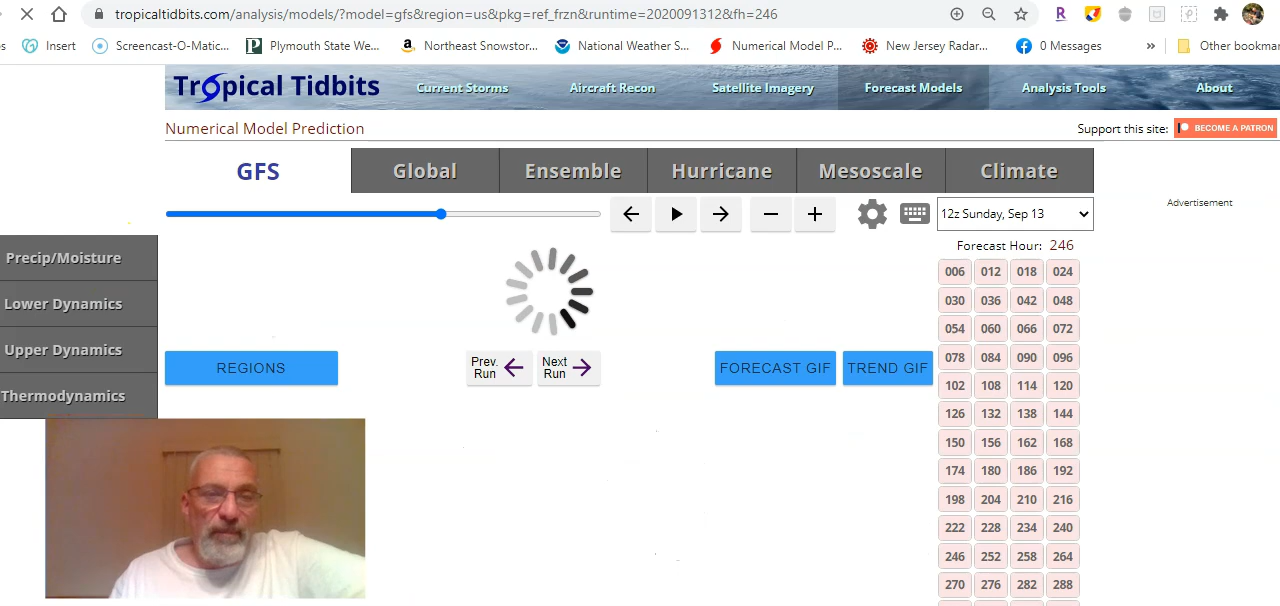 tropicaltidbits.com/analysis/models/?model=gfs&region=us&pkg=ref_frzn&runtime=2020091312&fh=246
R
Insert
Screencast-O-Matic...
Plymouth State We...
Northeast Snowstor...
National Weather S...
Numerical Model P...
New Jersey Radar...
0 Messages
»
Other bookmar
Tropical Tidbits
Current Storms
Aircraft Recon
Satellite Imagery
Forecast Models
Analysis Tools
About
Numerical Model Prediction
Support this site:
BECOME A PATRON
GFS
Global
Ensemble
Hurricane
Mesoscale
Climate
12z Sunday, Sep 13
Advertisement
Forecast Hour: 246
Precip/Moisture
Lower Dynamics
Upper Dynamics
Thermodynamics
REGIONS
Prev. Run
Next Run
FORECAST GIF
TREND GIF
006 012 018 024
030 036 042 048
054 060 066 072
078 084 090 096
102 108 114 120
126 132 138 144
150 156 162 168
174 180 186 192
198 204 210 216
222 228 234 240
246 252 258 264
270 276 282 288